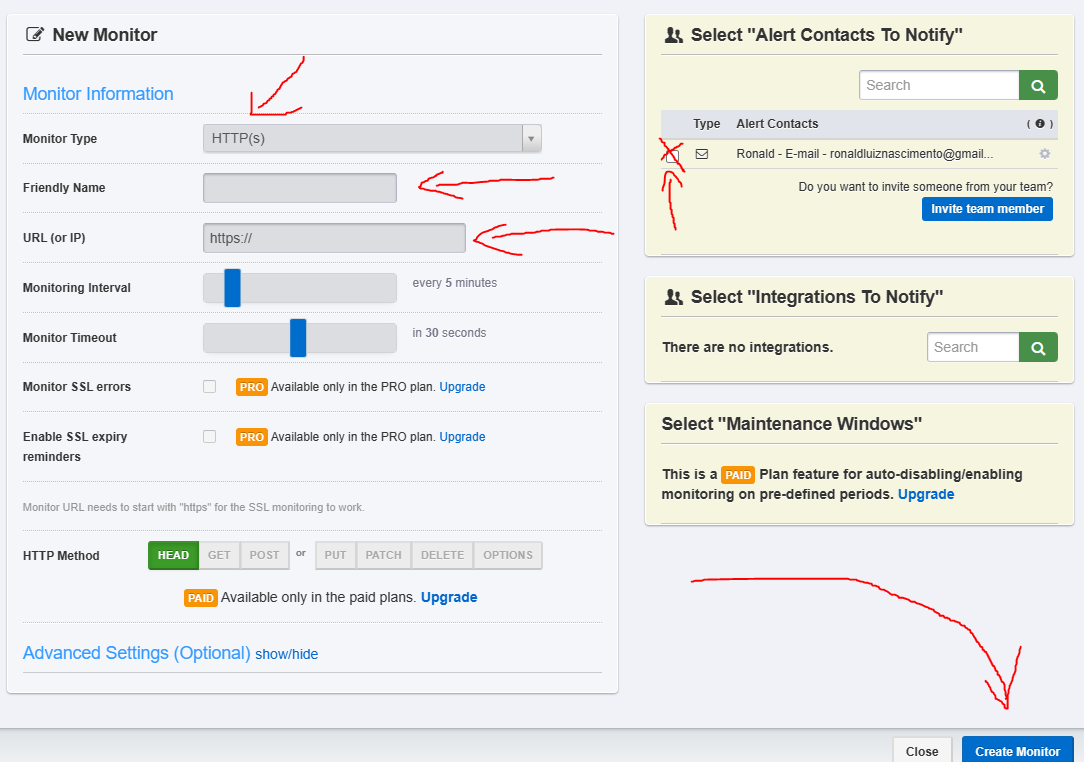 New Monitor
Monitor Information
Monitor Type HTTP(s)
Friendly Name
URL (or IP) https://
Monitoring Interval every 5 minutes
Monitor Timeout in 30 seconds
Monitor SSL errors PRO Available only in the PRO plan. Upgrade
Enable SSL expiry
reminders PRO Available only in the PRO plan. Upgrade
Monitor URL needs to start with "https" for the SSL monitoring to work.
HTTP Method HEAD GET POST or PUT PATCH DELETE OPTIONS
PAID Available only in the paid plans. Upgrade
Advanced Settings (Optional) show/hide
Select "Alert Contacts To Notify"
Search
Type Alert Contacts ( i )
Ronald - E-mail - ronaldluiznascimento@gmail...
Do you want to invite someone from your team?
Invite team member
Select "Integrations To Notify"
There are no integrations. Search
Select "Maintenance Windows"
This is a PAID Plan feature for auto-disabling/enabling
monitoring on pre-defined periods. Upgrade
Close Create Monitor